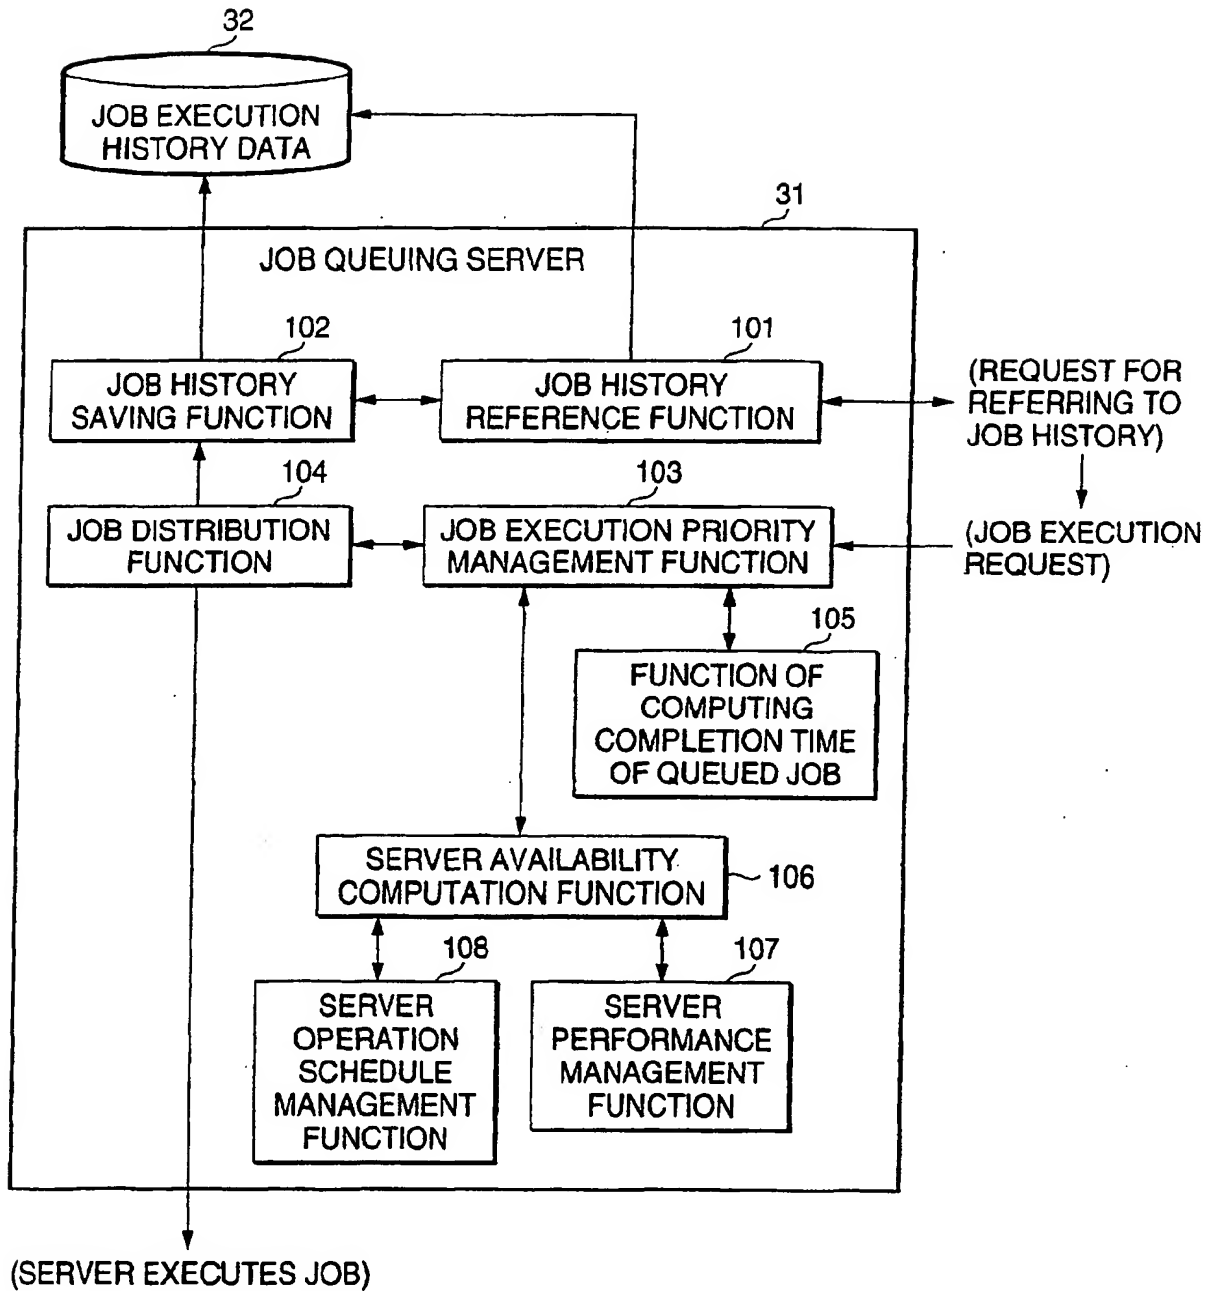 32
JOB EXECUTION
HISTORY DATA
31
JOB QUEUING SERVER
102
JOB HISTORY
SAVING FUNCTION
101
JOB HISTORY
REFERENCE FUNCTION
(REQUEST FOR
REFERRING TO
JOB HISTORY)
104
JOB DISTRIBUTION
FUNCTION
103
JOB EXECUTION PRIORITY
MANAGEMENT FUNCTION
(JOB EXECUTION
REQUEST)
105
FUNCTION OF
COMPUTING
COMPLETION TIME
OF QUEUED JOB
SERVER AVAILABILITY
COMPUTATION FUNCTION
106
108
SERVER
OPERATION
SCHEDULE
MANAGEMENT
FUNCTION
107
SERVER
PERFORMANCE
MANAGEMENT
FUNCTION
(SERVER EXECUTES JOB)